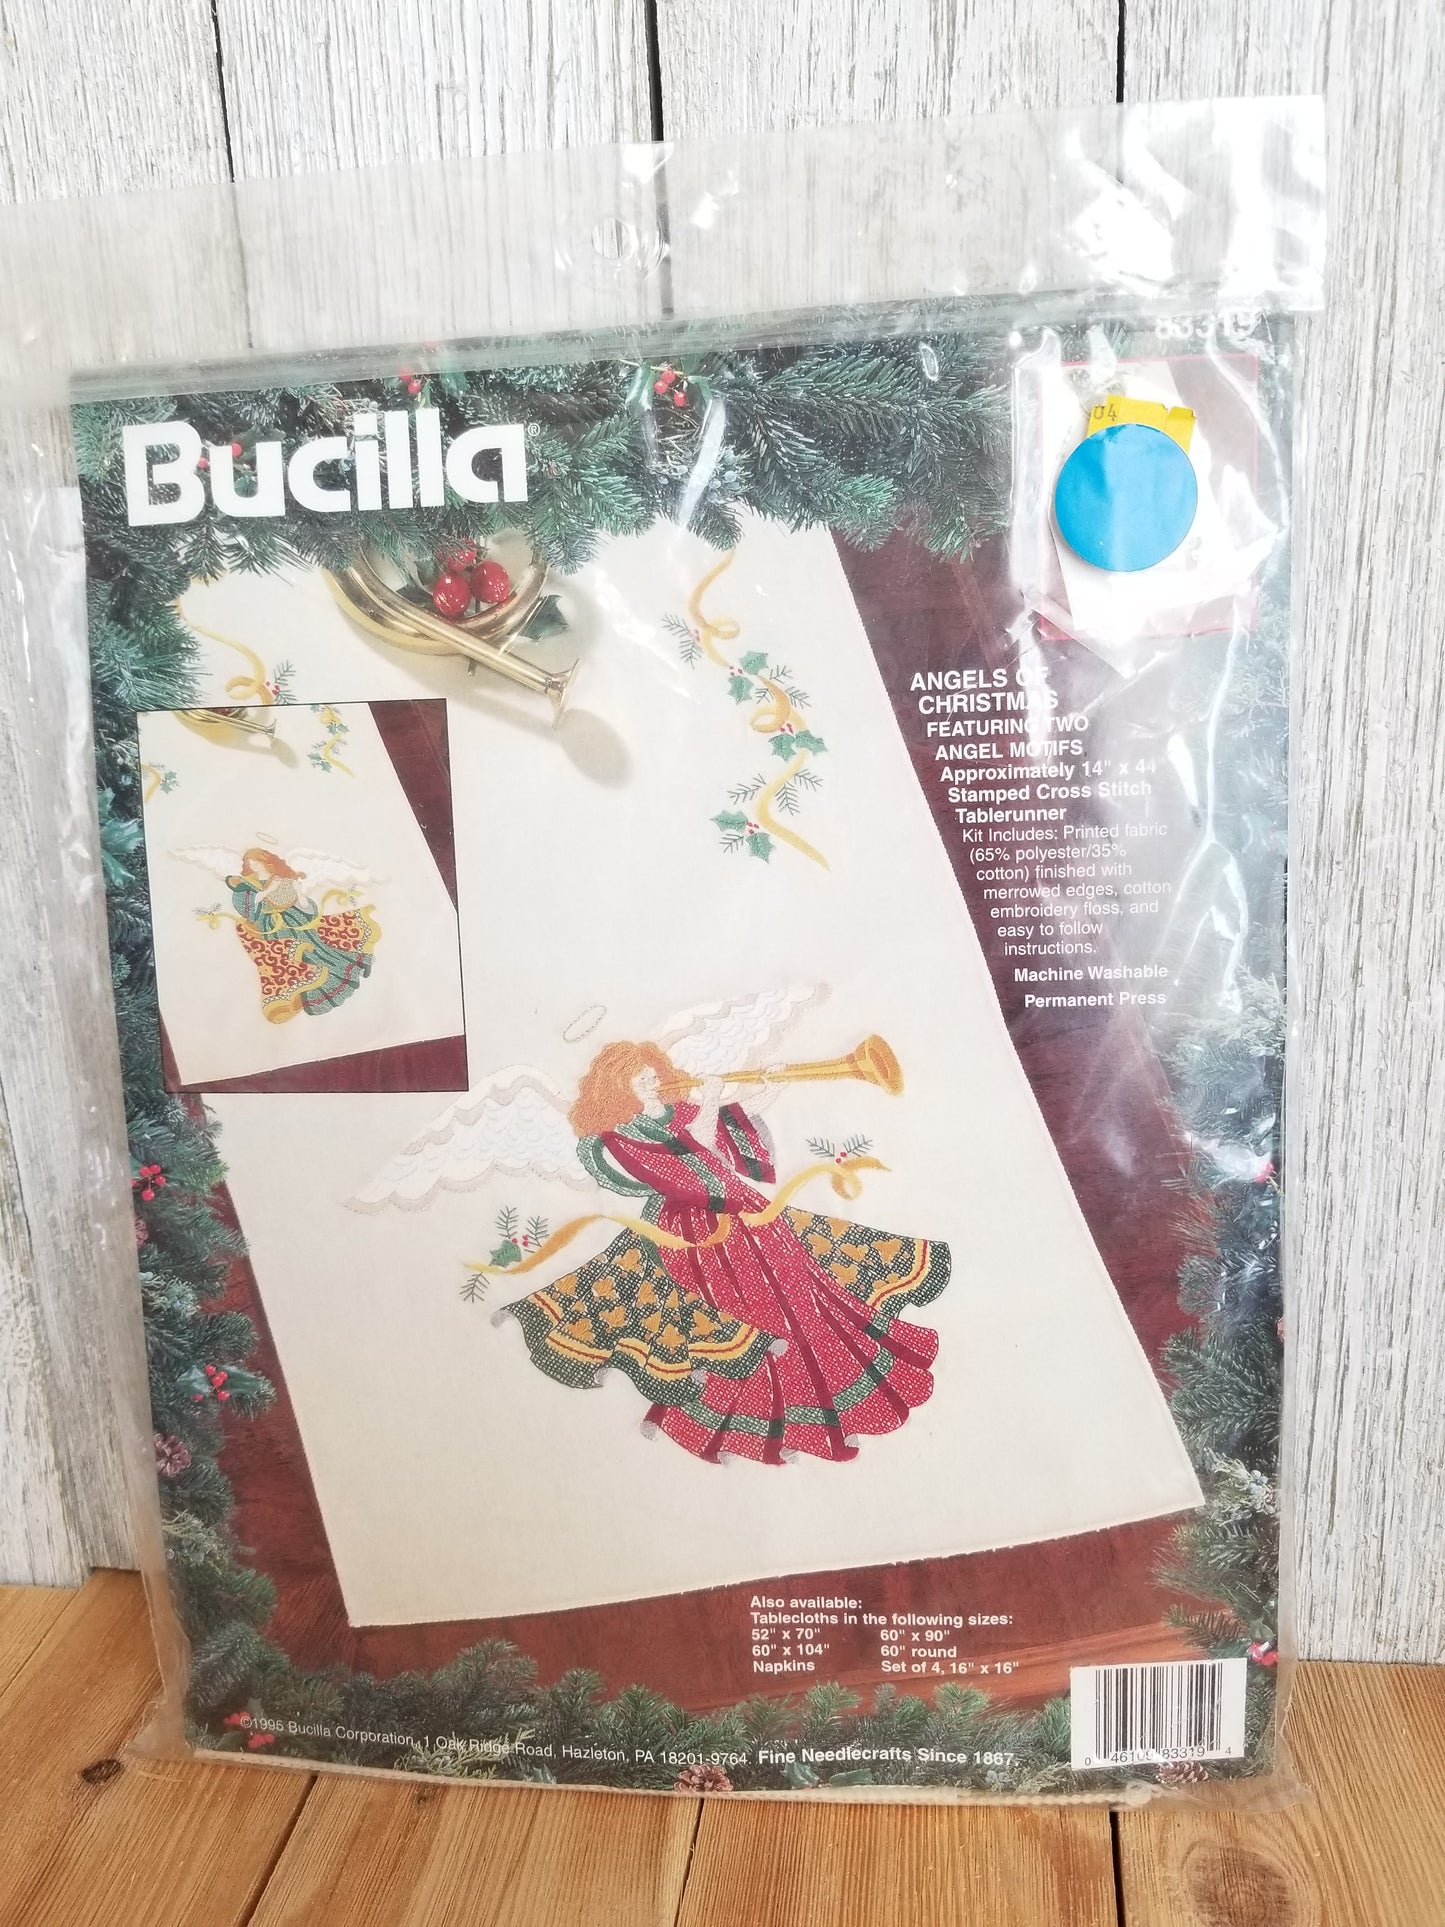 83319
04
Bucilla®
ANGELS OF
CHRISTMAS
FEATURING TWO
ANGEL MOTIFS
Approximately 14" x 44"
Stamped Cross Stitch
Tablerunner
Kit Includes: Printed fabric
(65% polyester/35%
cotton) finished with
merrowed edges, cotton
embroidery floss, and
easy to follow
instructions.
Machine Washable
Permanent Press
Also available:
Tablecloths in the following sizes:
52" x 70" 60" x 90"
60" x 104" 60" round
Napkins Set of 4, 16" x 16"
©1995 Bucilla Corporation, 1 Oak Ridge Road, Hazleton, PA 18201-9764. Fine Needlecrafts Since 1867.
0 46109 83319 4